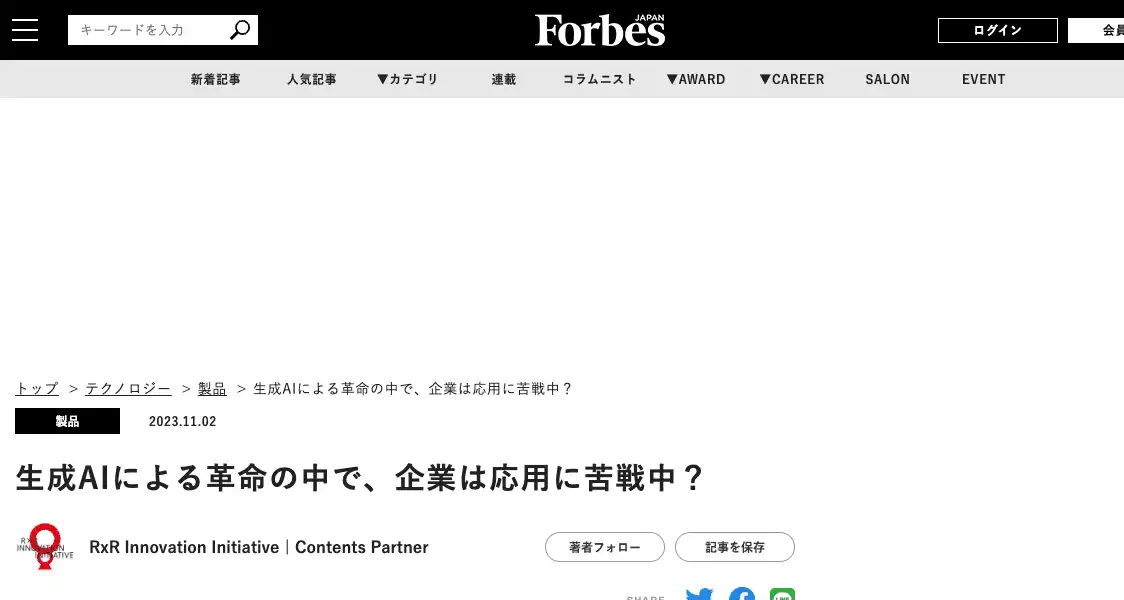 キーワードを入力
Forbes JAPAN
ログイン
会員
新着記事 人気記事 ▼カテゴリ 連載 コラムニスト ▼AWARD ▼CAREER SALON EVENT
トップ > テクノロジー > 製品 > 生成AIによる革命の中で、企業は応用に苦戦中？
製品 2023.11.02
生成AIによる革命の中で、企業は応用に苦戦中？
RxR INNOVATION INITIATIVE
RxR Innovation Initiative | Contents Partner
著者フォロー 記事を保存
SHARE
LINE